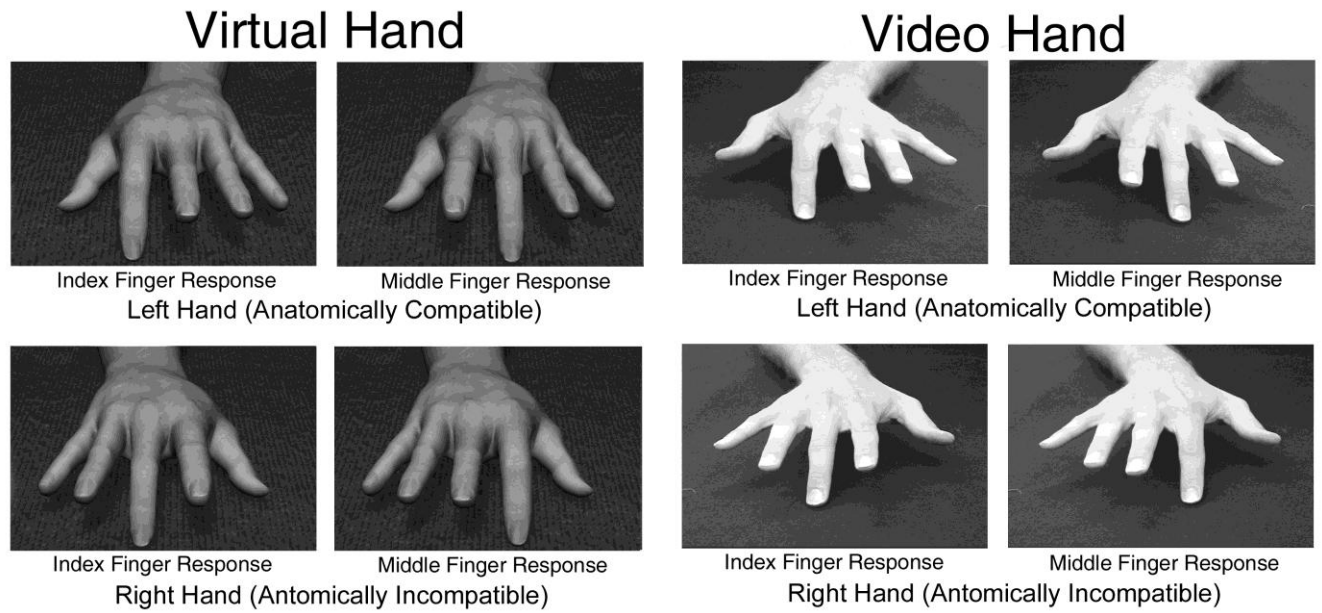 Virtual Hand
Video Hand
Index Finger Response
Middle Finger Response
Left Hand (Anatomically Compatible)
Index Finger Response
Middle Finger Response
Left Hand (Anatomically Compatible)
Index Finger Response
Middle Finger Response
Right Hand (Antomically Incompatible)
Index Finger Response
Middle Finger Response
Right Hand (Antomically Incompatible)